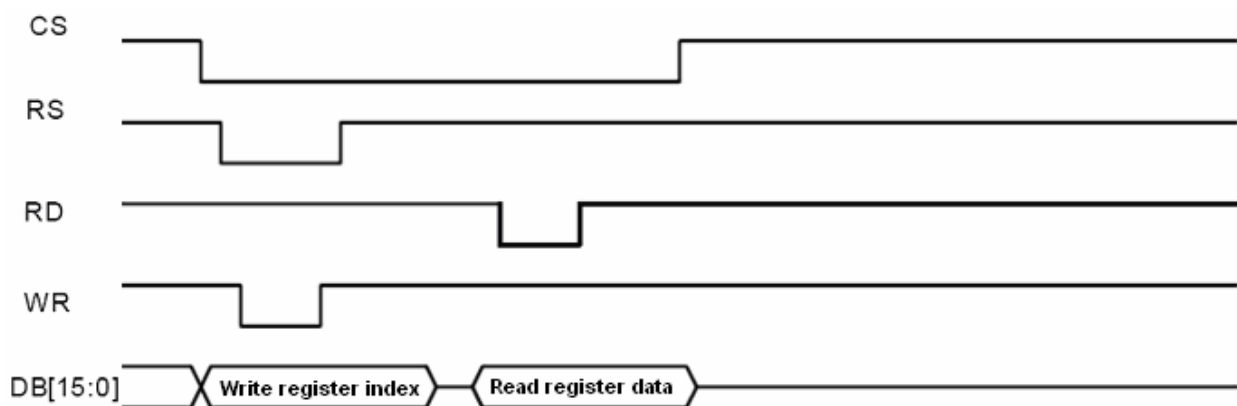 CS
RS
RD
WR
DB[15:0]
Write register index
Read register data